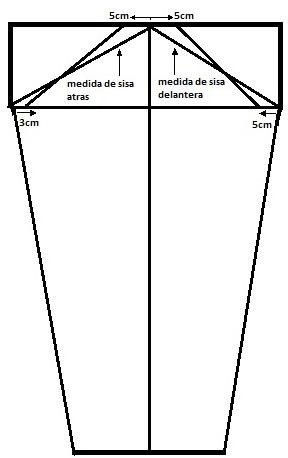 5cm 5cm
medida de sisa
atras
medida de sisa
delantera
3cm
5cm